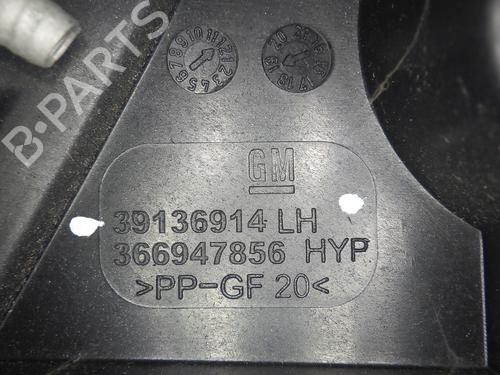 B-PARTS
GM
39136914 LH
366947856 HYP
>PP-GF 20<